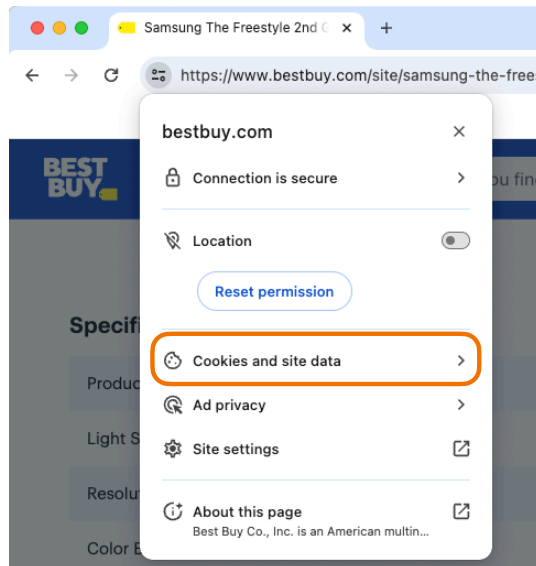 Samsung The Freestyle 2nd G
https://www.bestbuy.com/site/samsung-the-free
bestbuy.com
BEST
BUY
Connection is secure
ou fin
Location
Reset permission
Specif
Cookies and site data
Produc
Ad privacy
Light S
Site settings
Resolu
About this page
Best Buy Co., Inc. is an American multin...
Color E